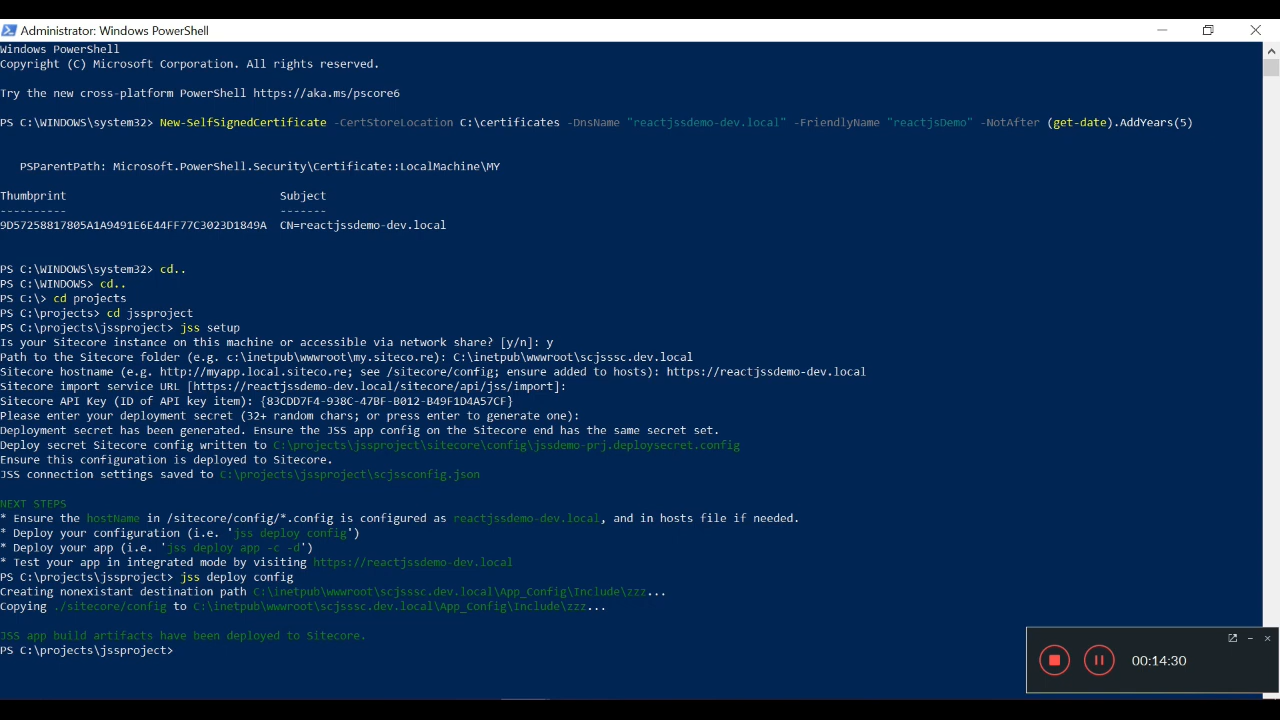 Administrator: Windows PowerShell
Windows PowerShell
Copyright (C) Microsoft Corporation. All rights reserved.
Try the new cross-platform PowerShell https://aka.ms/pscore6
PS C:\WINDOWS\system32> New-SelfSignedCertificate -CertStoreLocation C:\certificates -DnsName "reactjssdemo-dev.local" -FriendlyName "reactjsDemo" -NotAfter (get-date).AddYears(5)
PSParentPath: Microsoft.PowerShell.Security\Certificate::LocalMachine\MY
Thumbprint Subject
---------- -------
9D57258817805A1A9491E6E44FF77C3023D1849A CN=reactjssdemo-dev.local
PS C:\WINDOWS\system32> cd..
PS C:\WINDOWS> cd..
PS C:\> cd projects
PS C:\projects> cd jssproject
PS C:\projects\jssproject> jss setup
Is your Sitecore instance on this machine or accessible via network share? [y/n]: y
Path to the Sitecore folder (e.g. c:\inetpub\wwwroot\my.siteco.re): C:\inetpub\wwwroot\scjsssc.dev.local
Sitecore hostname (e.g. http://myapp.local.siteco.re; see /sitecore/config; ensure added to hosts): https://reactjssdemo-dev.local
Sitecore import service URL [https://reactjssdemo-dev.local/sitecore/api/jss/import]:
Sitecore API Key (ID of API key item): {83CDD7F4-938C-47BF-B012-B49F1D4A57CF}
Please enter your deployment secret (32+ random chars; or press enter to generate one):
Deployment secret has been generated. Ensure the JSS app config on the Sitecore end has the same secret set.
Deploy secret Sitecore config written to C:\projects\jssproject\sitecore\config\jssdemo-prj.deploysecret.config
Ensure this configuration is deployed to Sitecore.
JSS connection settings saved to C:\projects\jssproject\scjssconfig.json
NEXT STEPS
* Ensure the hostName in /sitecore/config/*.config is configured as reactjssdemo-dev.local, and in hosts file if needed.
* Deploy your configuration (i.e. 'jss deploy config')
* Deploy your app (i.e. 'jss deploy app -c -d')
* Test your app in integrated mode by visiting https://reactjssdemo-dev.local
PS C:\projects\jssproject> jss deploy config
Creating nonexistant destination path C:\inetpub\wwwroot\scjsssc.dev.local\App_Config\Include\zzz...
Copying ./sitecore/config to C:\inetpub\wwwroot\scjsssc.dev.local\App_Config\Include\zzz...
JSS app build artifacts have been deployed to Sitecore.
PS C:\projects\jssproject>
00:14:30